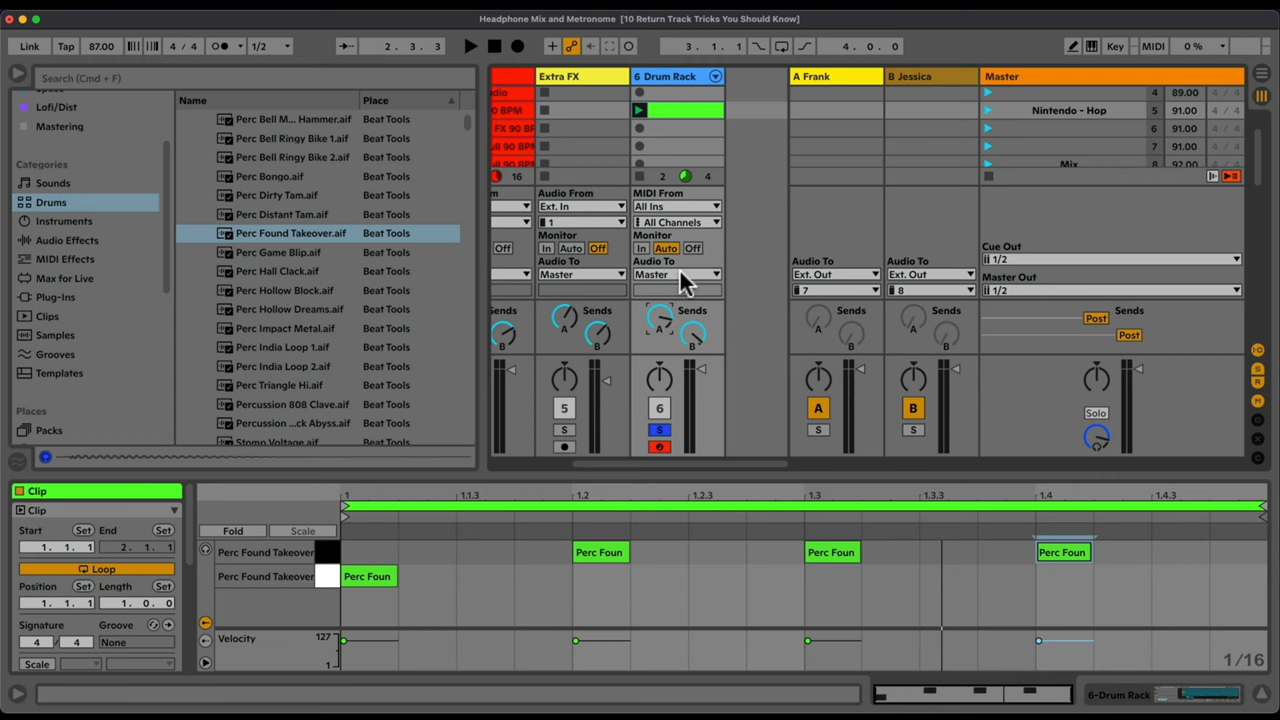 Headphone Mix and Metronome [10 Return Track Tricks You Should Know]
Link Tap 87.00 4 / 4 1/2 2. 3. 3 3. 1. 1 4. 0. 0 Key MIDI 0 %
Search (Cmd + F)
Lofi/Dist
Mastering
Categories
Sounds
Drums
Instruments
Audio Effects
MIDI Effects
Max for Live
Plug-Ins
Clips
Samples
Grooves
Templates
Places
Packs
Name Place
Perc Bell M... Hammer.aif Beat Tools
Perc Bell Ringy Bike 1.aif Beat Tools
Perc Bell Ringy Bike 2.aif Beat Tools
Perc Bongo.aif Beat Tools
Perc Dirty Tam.aif Beat Tools
Perc Distant Tam.aif Beat Tools
Perc Found Takeover.aif Beat Tools
Perc Game Blip.aif Beat Tools
Perc Hall Clack.aif Beat Tools
Perc Hollow Block.aif Beat Tools
Perc Hollow Dreams.aif Beat Tools
Perc Impact Metal.aif Beat Tools
Perc India Loop 1.aif Beat Tools
Perc India Loop 2.aif Beat Tools
Perc Triangle Hi.aif Beat Tools
Percussion 808 Clave.aif Beat Tools
Percussion ...ck Abyss.aif Beat Tools
Stomp Voltage.aif Beat Tools
Extra FX 6 Drum Rack A Frank B Jessica Master
4 89.00 4 / 4
0 BPM Nintendo - Hop 5 91.00 4 / 4
FX 90 BP 6 91.00 4 / 4
7 91.00 4 / 4
ull 90 BP Mix 8 92.00 4 / 4
16 2 4
Audio From MIDI From
Ext. In All Ins
1 All Channels
Monitor Monitor
Off In Auto Off In Auto Off
Cue Out
1/2
Audio To Audio To Audio To Audio To
Master Master Ext. Out Ext. Out
Master Out
7 8 1/2
Sends Sends Sends Sends Sends Sends
A A A A Post
B B B B B Post
5 6 A B Solo
S S S S
Clip
Clip
Start Set End Set
1. 1. 1 2. 1. 1
Loop
Position Set Length Set
1. 1. 1 1. 0. 0
Signature Groove
4 / 4 None
Scale
1 1.1.3 1.2 1.2.3 1.3 1.3.3 1.4 1.4.3
Fold Scale
Perc Found Takeover Perc Foun Perc Foun Perc Foun
Perc Found Takeover Perc Foun
Velocity 127
1
1/16
6-Drum Rack